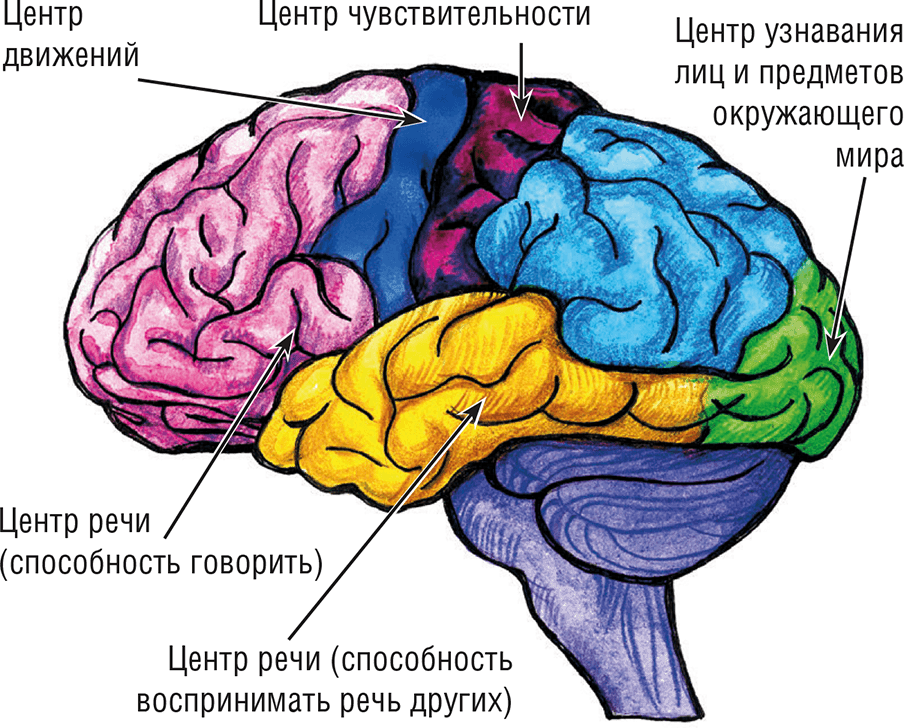 Центр
движений
Центр чувствительности
Центр узнавания
лиц и предметов
окружающего
мира
Центр речи
(способность говорить)
Центр речи (способность
воспринимать речь других)